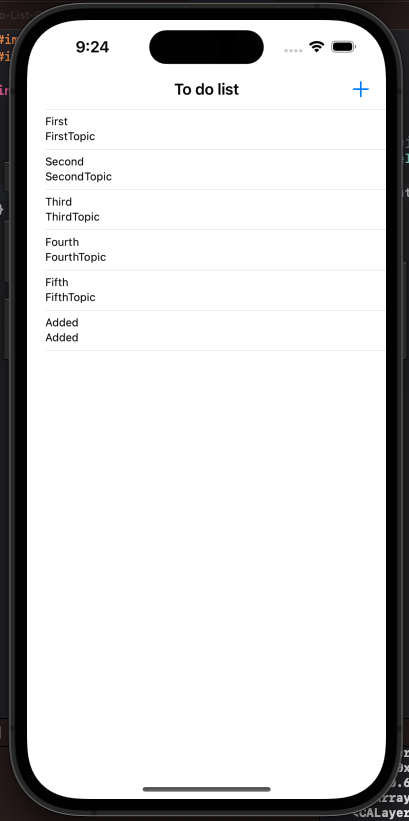 9:24
To do list
First
FirstTopic
Second
SecondTopic
Third
ThirdTopic
Fourth
FourthTopic
Fifth
FifthTopic
Added
Added